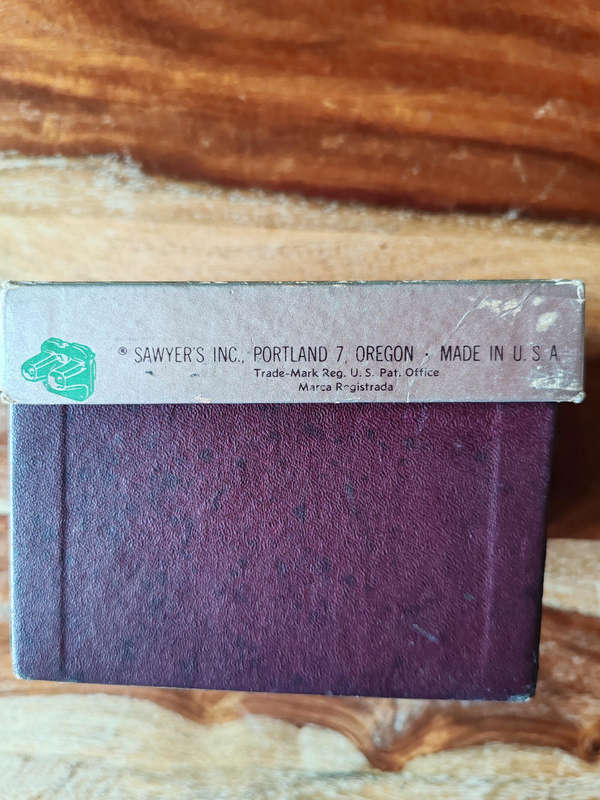 ® SAWYER'S INC., PORTLAND 7, OREGON · MADE IN U. S. A.
Trade-Mark Reg. U. S. Pat. Office
Marca Registrada